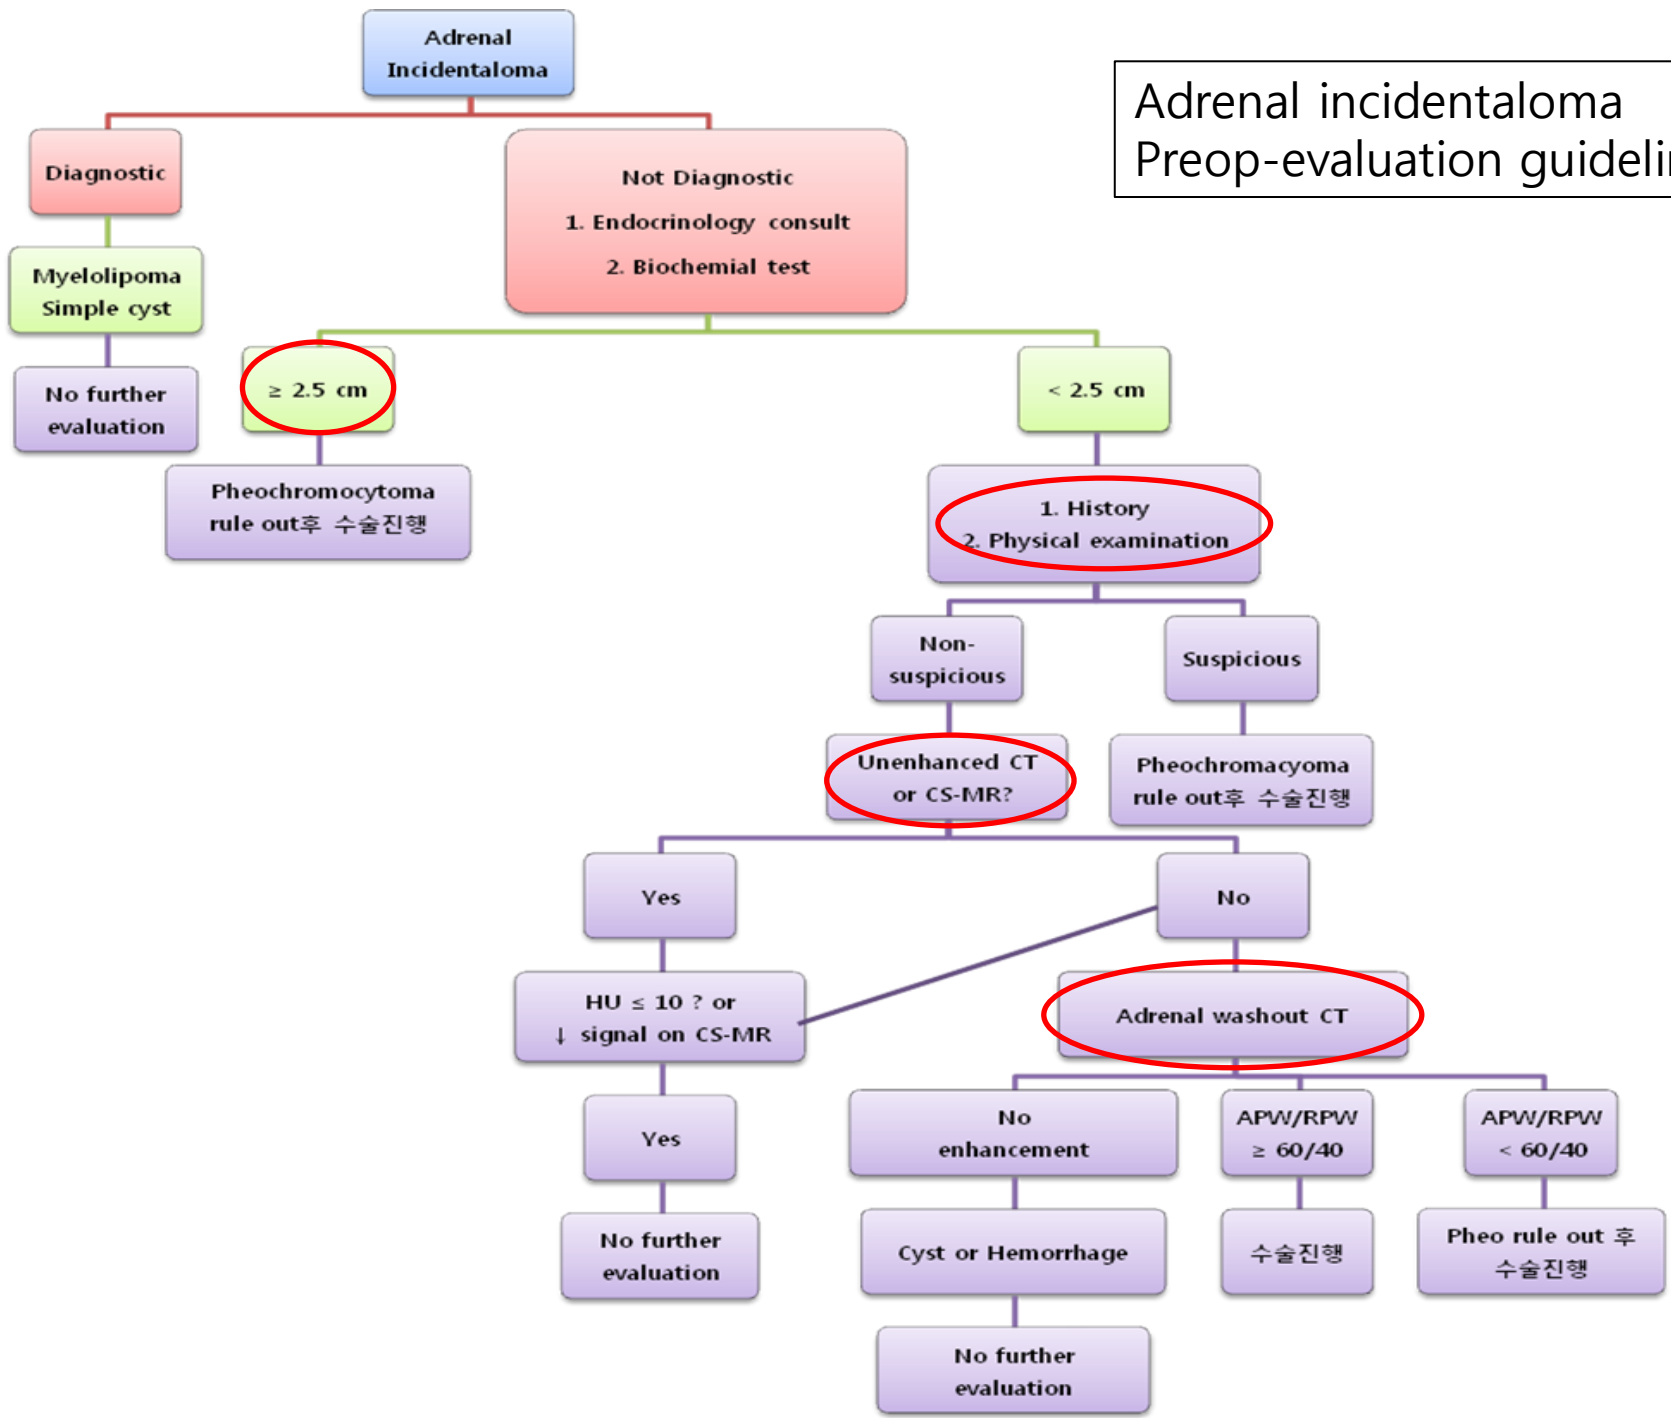 Adrenal
Incidentaloma
Adrenal incidentaloma
Preop-evaluation
Diagnostic
Not Diagnostic
1. Endocrinology consult
2. Biochemial test
Myelolipoma
Simple cyst
No further
evaluation
≥ 2.5 cm
< 2.5 cm
Pheochromocytoma
rule out후 수술진행
1. History
2. Physical examination
Non-
suspicious
Suspicious
Unenhanced CT
or CS-MR?
Pheochromacyoma
rule out후 수술진행
Yes
No
HU ≤ 10 ? or
↓ signal on CS-MR
Adrenal washout CT
Yes
No further
evaluation
No
enhancement
APW/RPW
≥ 60/40
APW/RPW
< 60/40
Cyst or Hemorrhage
수술진행
Pheo rule out 후
수술진행
No further
evaluation